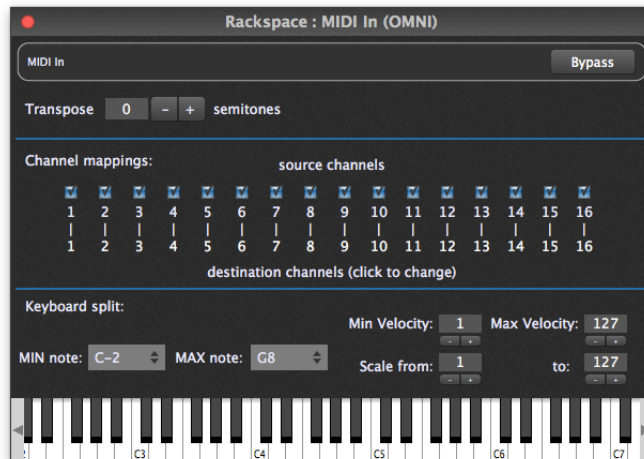 Rackspace : MIDI In (OMNI)
MIDI In
Bypass
Transpose 0 - + semitones
Channel mappings:
source channels
1 2 3 4 5 6 7 8 9 10 11 12 13 14 15 16
1 2 3 4 5 6 7 8 9 10 11 12 13 14 15 16
destination channels (click to change)
Keyboard split:
Min Velocity: 1 Max Velocity: 127
- + - +
MIN note: C-2 MAX note: G8
Scale from: 1 to: 127
- + - +
C3 C4 C5 C6 C7